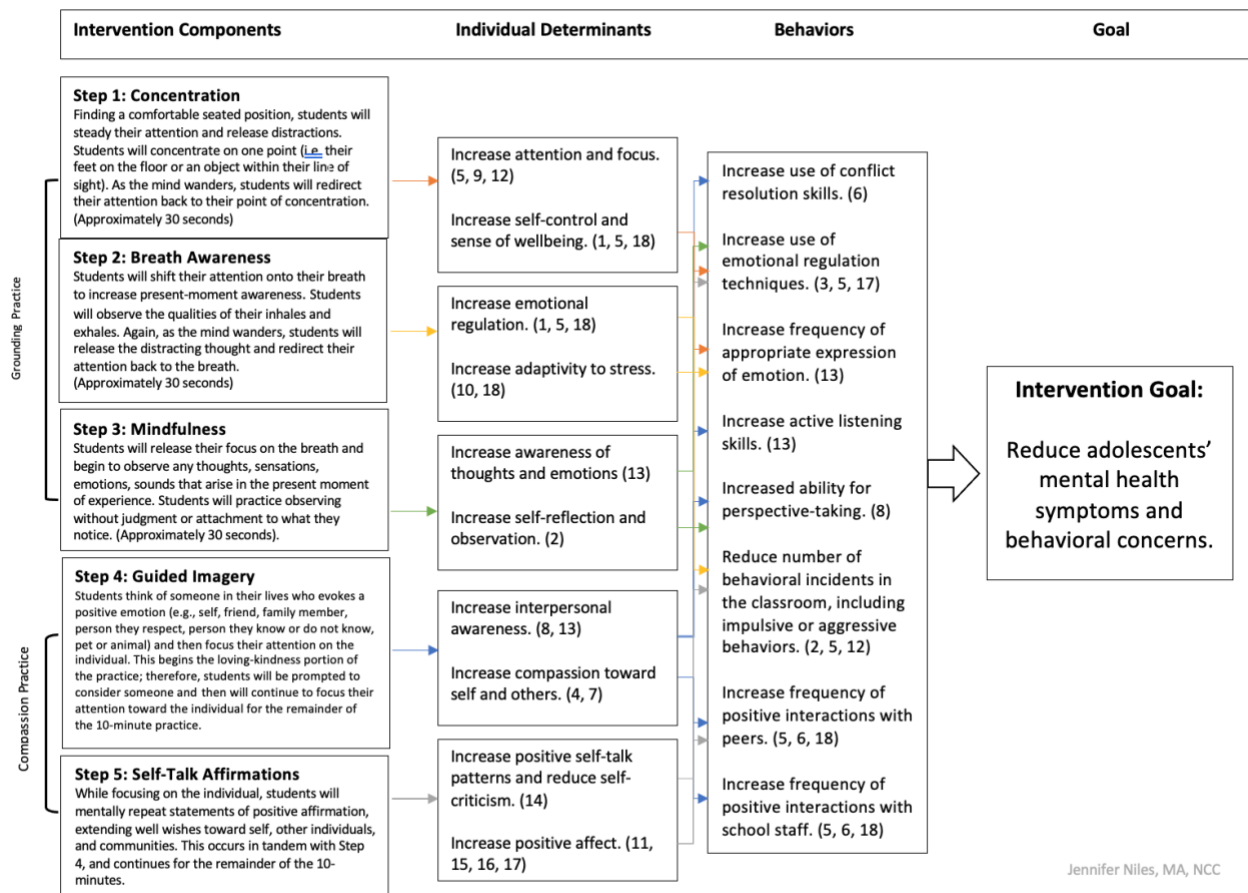 Intervention Components
Individual Determinants
Behaviors
Goal
Grounding Practice
Compassion Practice
Step 1: Concentration
Finding a comfortable seated position, students will
steady their attention and release distractions.
Students will concentrate on one point (i.e. their
feet on the floor or an object within their line of
sight). As the mind wanders, students will redirect
their attention back to their point of concentration.
(Approximately 30 seconds)
Step 2: Breath Awareness
Students will shift their attention onto their breath
to increase present-moment awareness. Students
will observe the qualities of their inhales and
exhales. Again, as the mind wanders, students will
release the distracting thought and redirect their
attention back to the breath.
(Approximately 30 seconds)
Step 3: Mindfulness
Students will release their focus on the breath and
begin to observe any thoughts, sensations,
emotions, sounds that arise in the present moment
of experience. Students will practice observing
without judgment or attachment to what they
notice. (Approximately 30 seconds).
Step 4: Guided Imagery
Students think of someone in their lives who evokes a
positive emotion (e.g., self, friend, family member,
person they respect, person they know or do not know,
pet or animal) and then focus their attention on the
individual. This begins the loving-kindness portion of
the practice; therefore, students will be prompted to
consider someone and then will continue to focus their
attention toward the individual for the remainder of
the 10-minute practice.
Step 5: Self-Talk Affirmations
While focusing on the individual, students will
mentally repeat statements of positive affirmation,
extending well wishes toward self, other individuals,
and communities. This occurs in tandem with Step
4, and continues for the remainder of the 10-
minutes.
Increase attention and focus.
(5, 9, 12)
Increase self-control and
sense of wellbeing. (1, 5, 18)
Increase emotional
regulation. (1, 5, 18)
Increase adaptivity to stress.
(10, 18)
Increase awareness of
thoughts and emotions (13)
Increase self-reflection and
observation. (2)
Increase interpersonal
awareness. (8, 13)
Increase compassion toward
self and others. (4, 7)
Increase positive self-talk
patterns and reduce self-
criticism. (14)
Increase positive affect. (11,
15, 16, 17)
Increase use of conflict
resolution skills. (6)
Increase use of
emotional regulation
techniques. (3, 5, 17)
Increase frequency of
appropriate expression
of emotion. (13)
Increase active listening
skills. (13)
Increased ability for
perspective-taking. (8)
Reduce number of
behavioral incidents in
the classroom, including
impulsive or aggressive
behaviors. (2, 5, 12)
Increase frequency of
positive interactions with
peers. (5, 6, 18)
Increase frequency of
positive interactions with
school staff. (5, 6, 18)
Intervention Goal:
Reduce adolescents'
mental health
symptoms and
behavioral concerns.
Jennifer Niles, MA, NCC